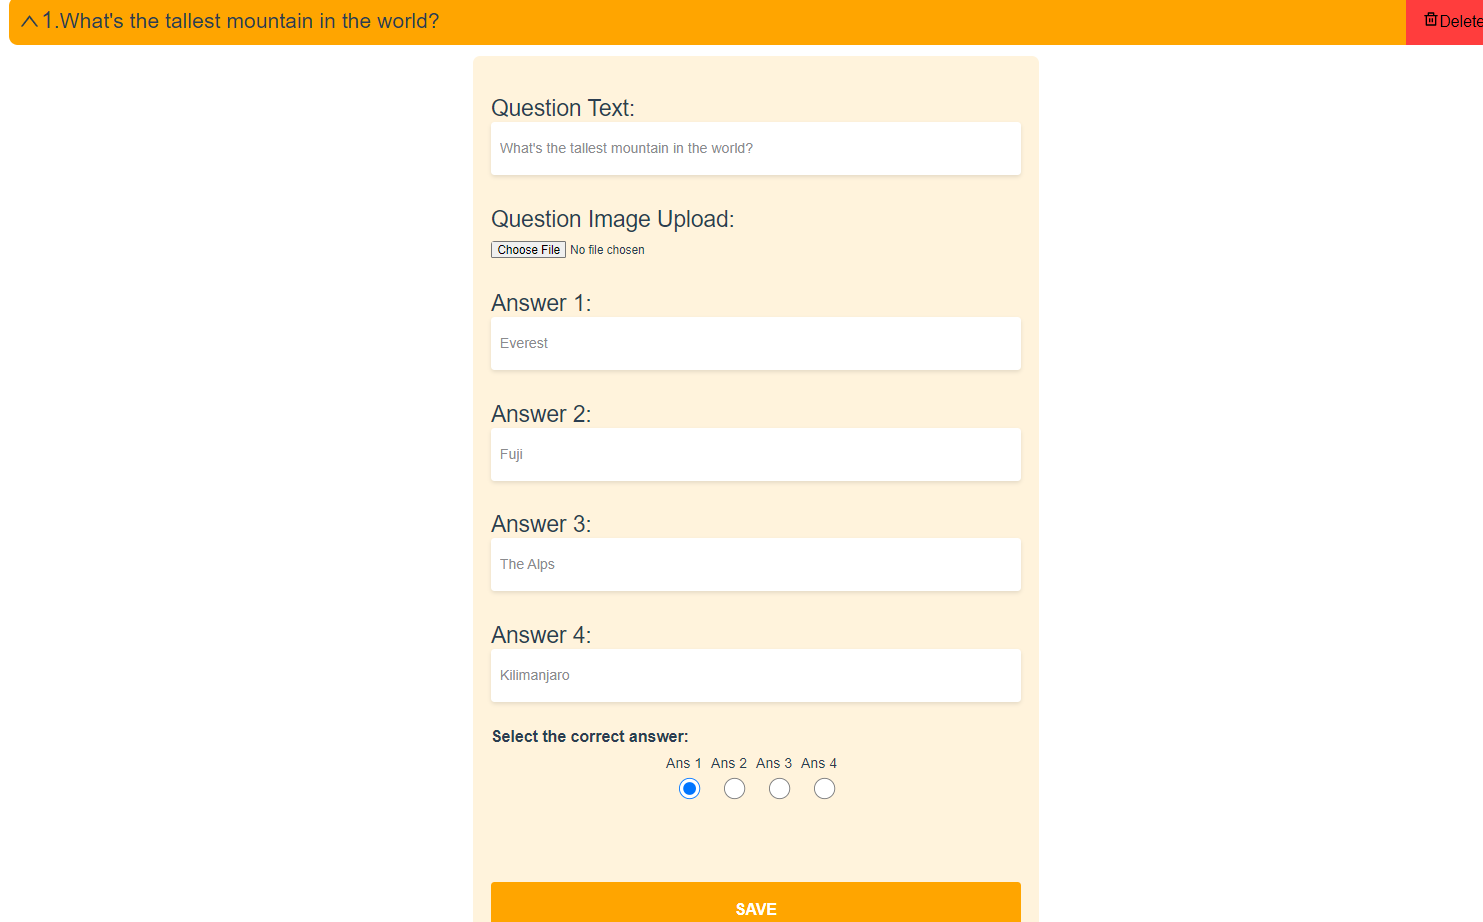 1.What's the tallest mountain in the world?
Delete
Question Text:
What's the tallest mountain in the world?
Question Image Upload:
Choose File No file chosen
Answer 1:
Everest
Answer 2:
Fuji
Answer 3:
The Alps
Answer 4:
Kilimanjaro
Select the correct answer:
Ans 1 Ans 2 Ans 3 Ans 4
SAVE